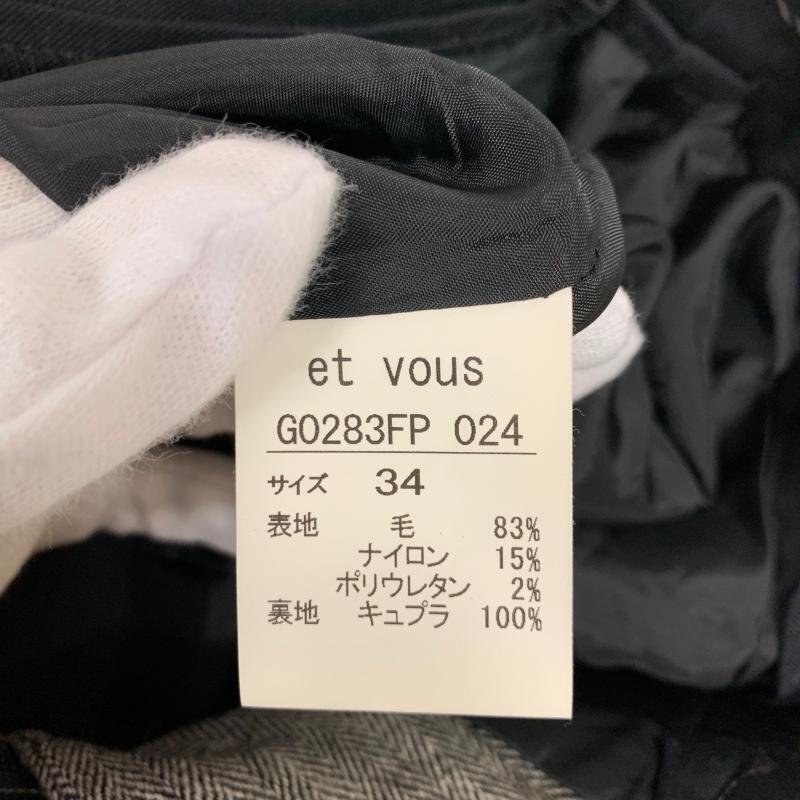 et vous
G0283FP 024
サイズ 34
表地 毛 83%
ナイロン 15%
ポリウレタン 2%
裏地 キュプラ 100%